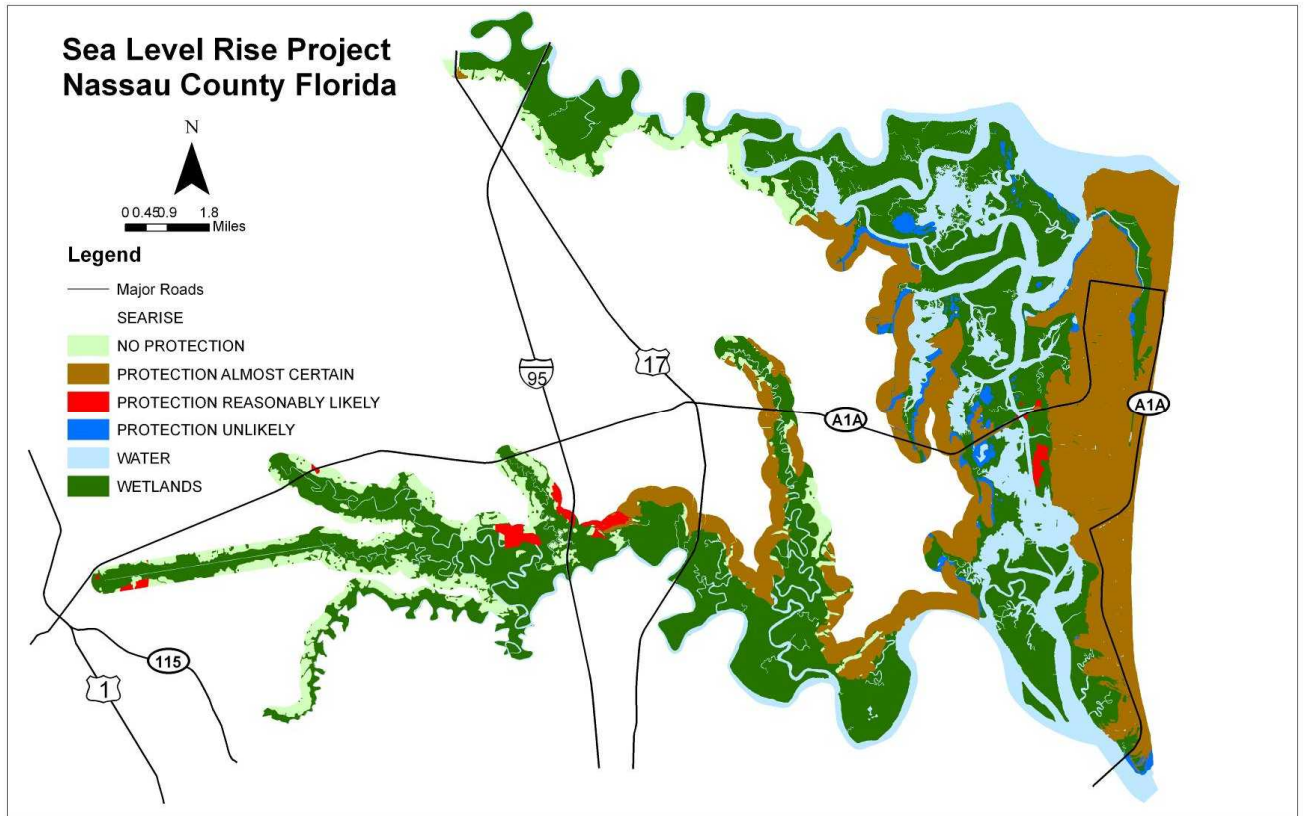 Sea Level Rise Project
Nassau County Florida
N
0 0.45 0.9 1.8
Miles
Legend
Major Roads
SEARISE
NO PROTECTION
PROTECTION ALMOST CERTAIN
PROTECTION REASONABLY LIKELY
PROTECTION UNLIKELY
WATER
WETLANDS
17
95
A1A
A1A
115
1